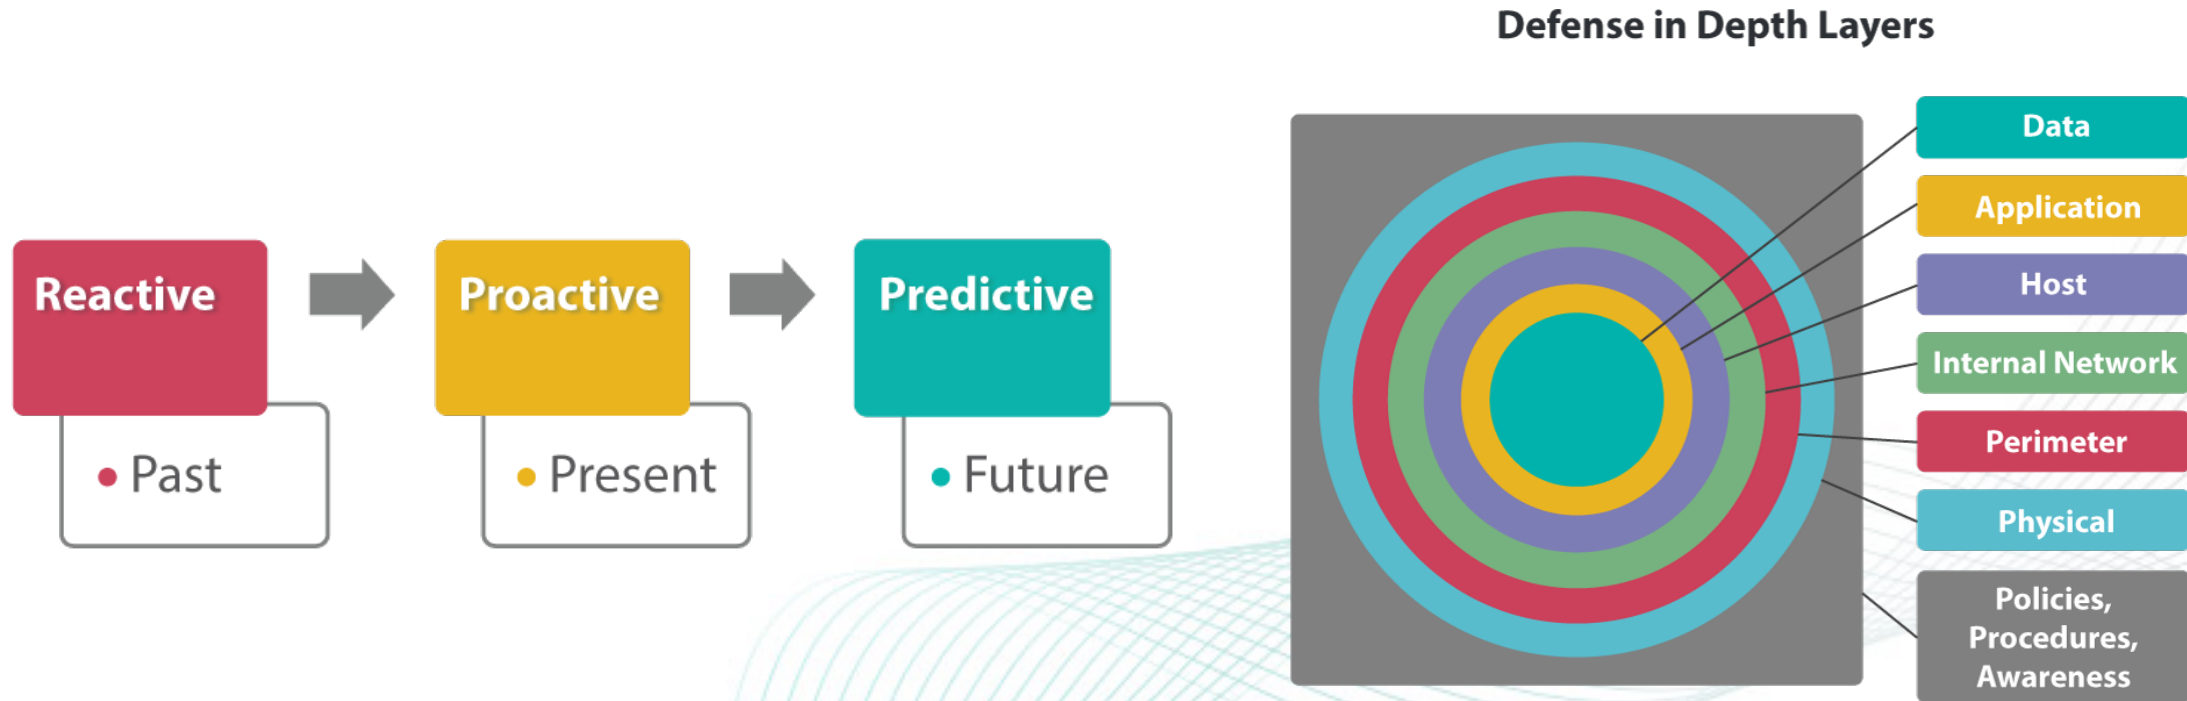 Defense in Depth Layers
Reactive
• Past
Proactive
• Present
Predictive
• Future
Data
Application
Host
Internal Network
Perimeter
Physical
Policies,
Procedures,
Awareness